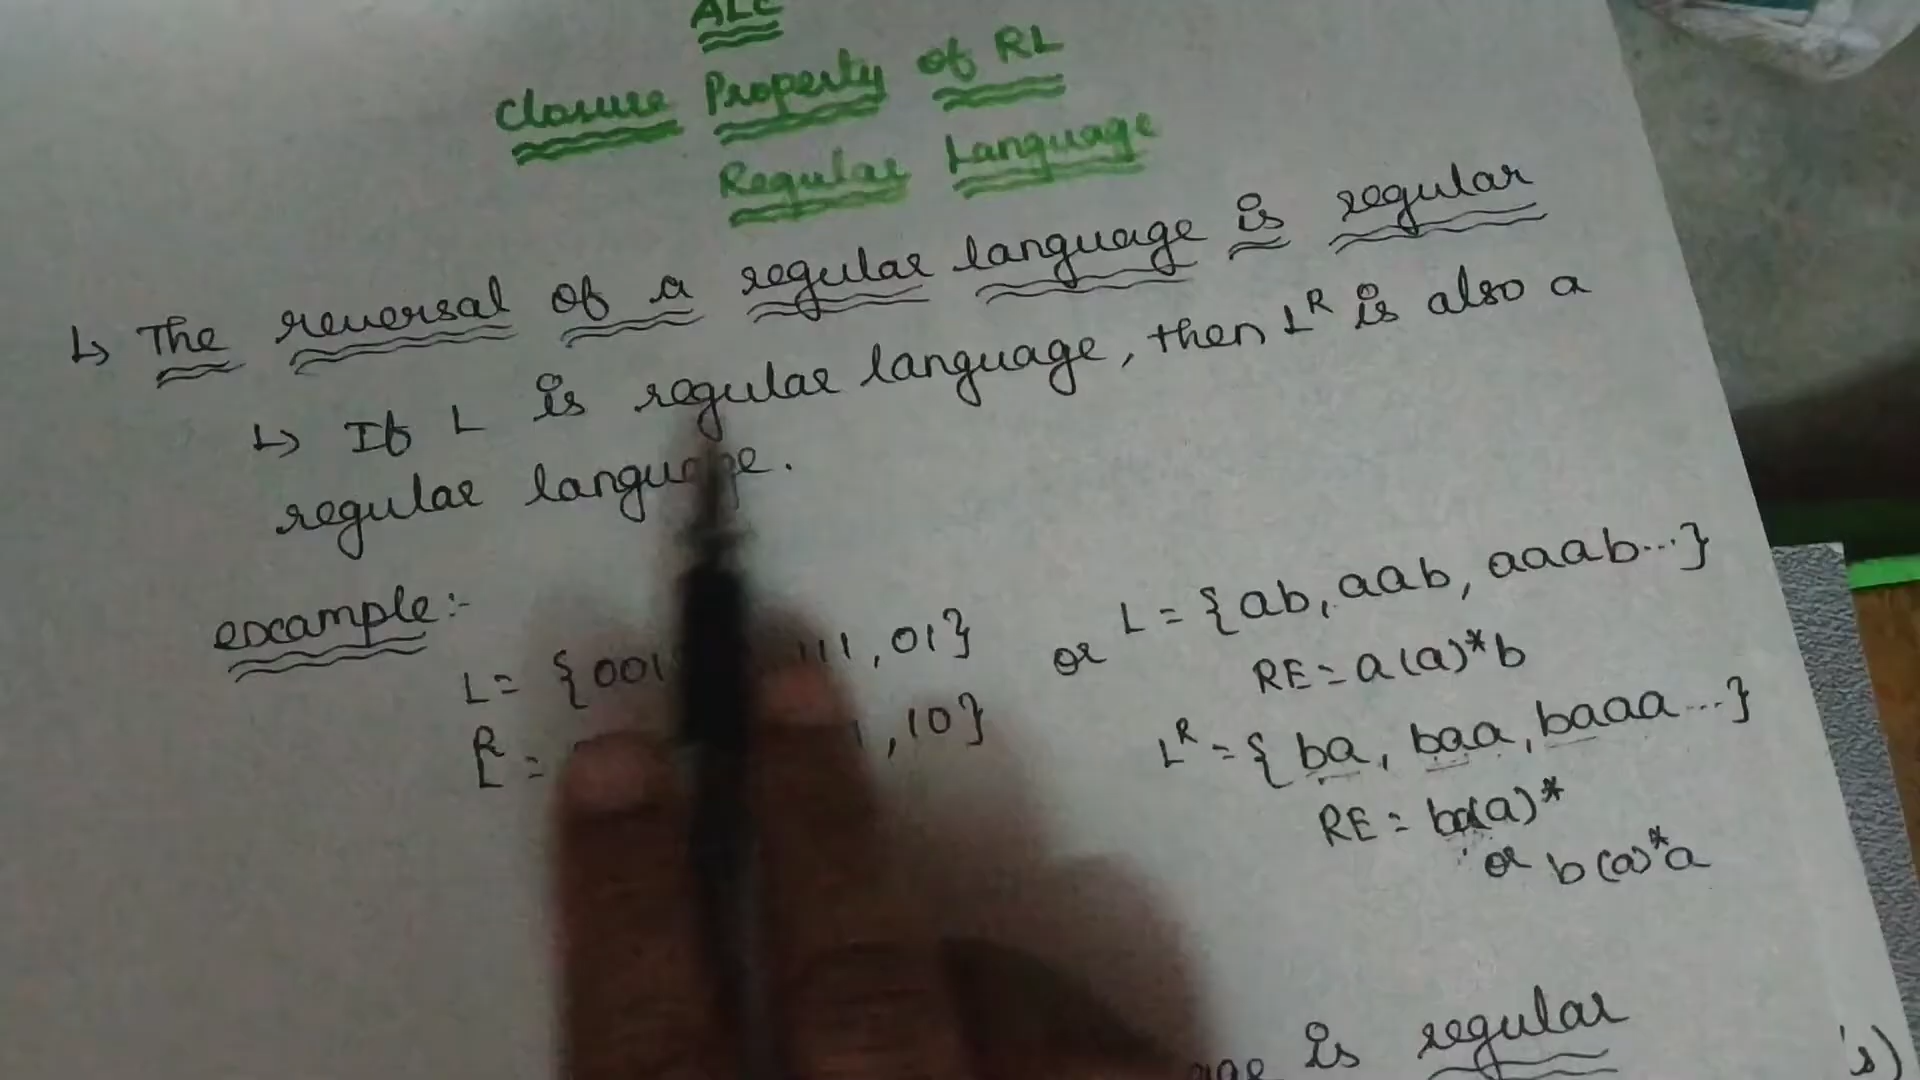 ALC
Closure Property of RL
Regular Language
↳ The reversal of a regular language is regular
↳ If L is regular language, then L^R is also a
regular language.
example:-
L = {001 111, 01}
L^R = , 10}
or L = {ab, aab, aaab...}
RE = a(a)*b
L^R = {ba, baa, baaa...}
RE = ba(a)*
or b(a)*a
is regular